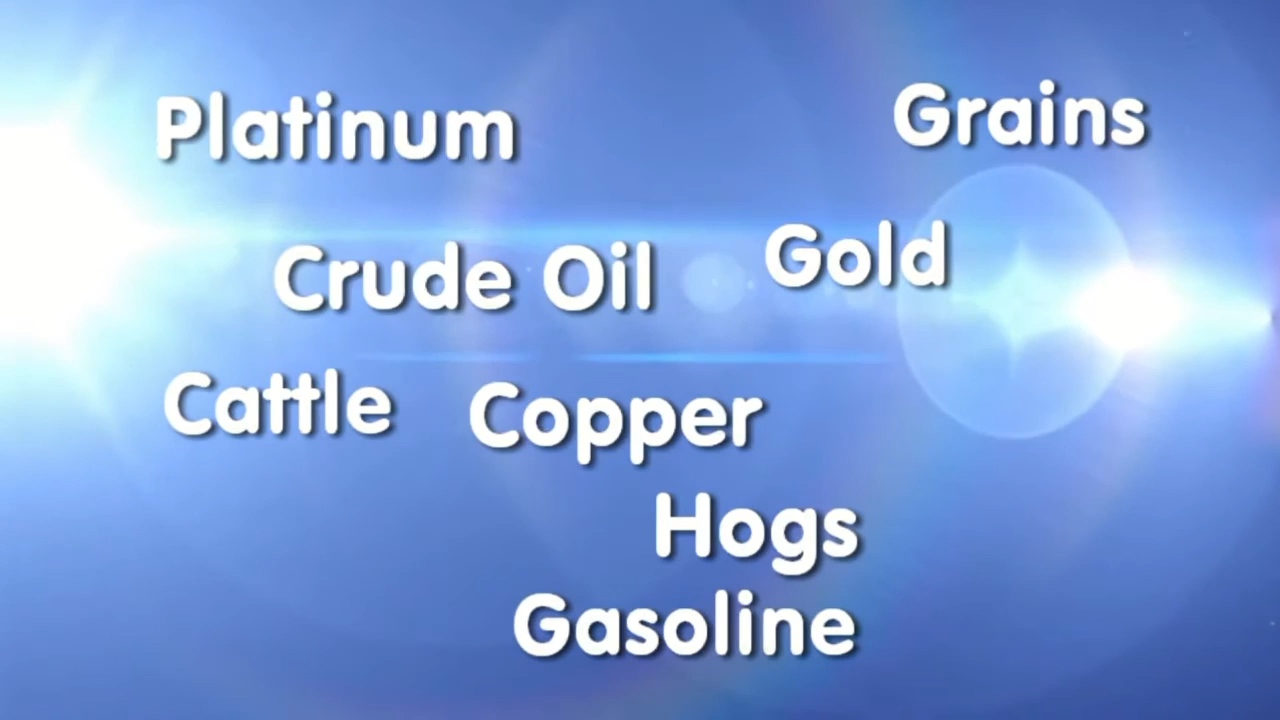 Platinum
Grains
Crude Oil
Gold
Cattle
Copper
Hogs
Gasoline